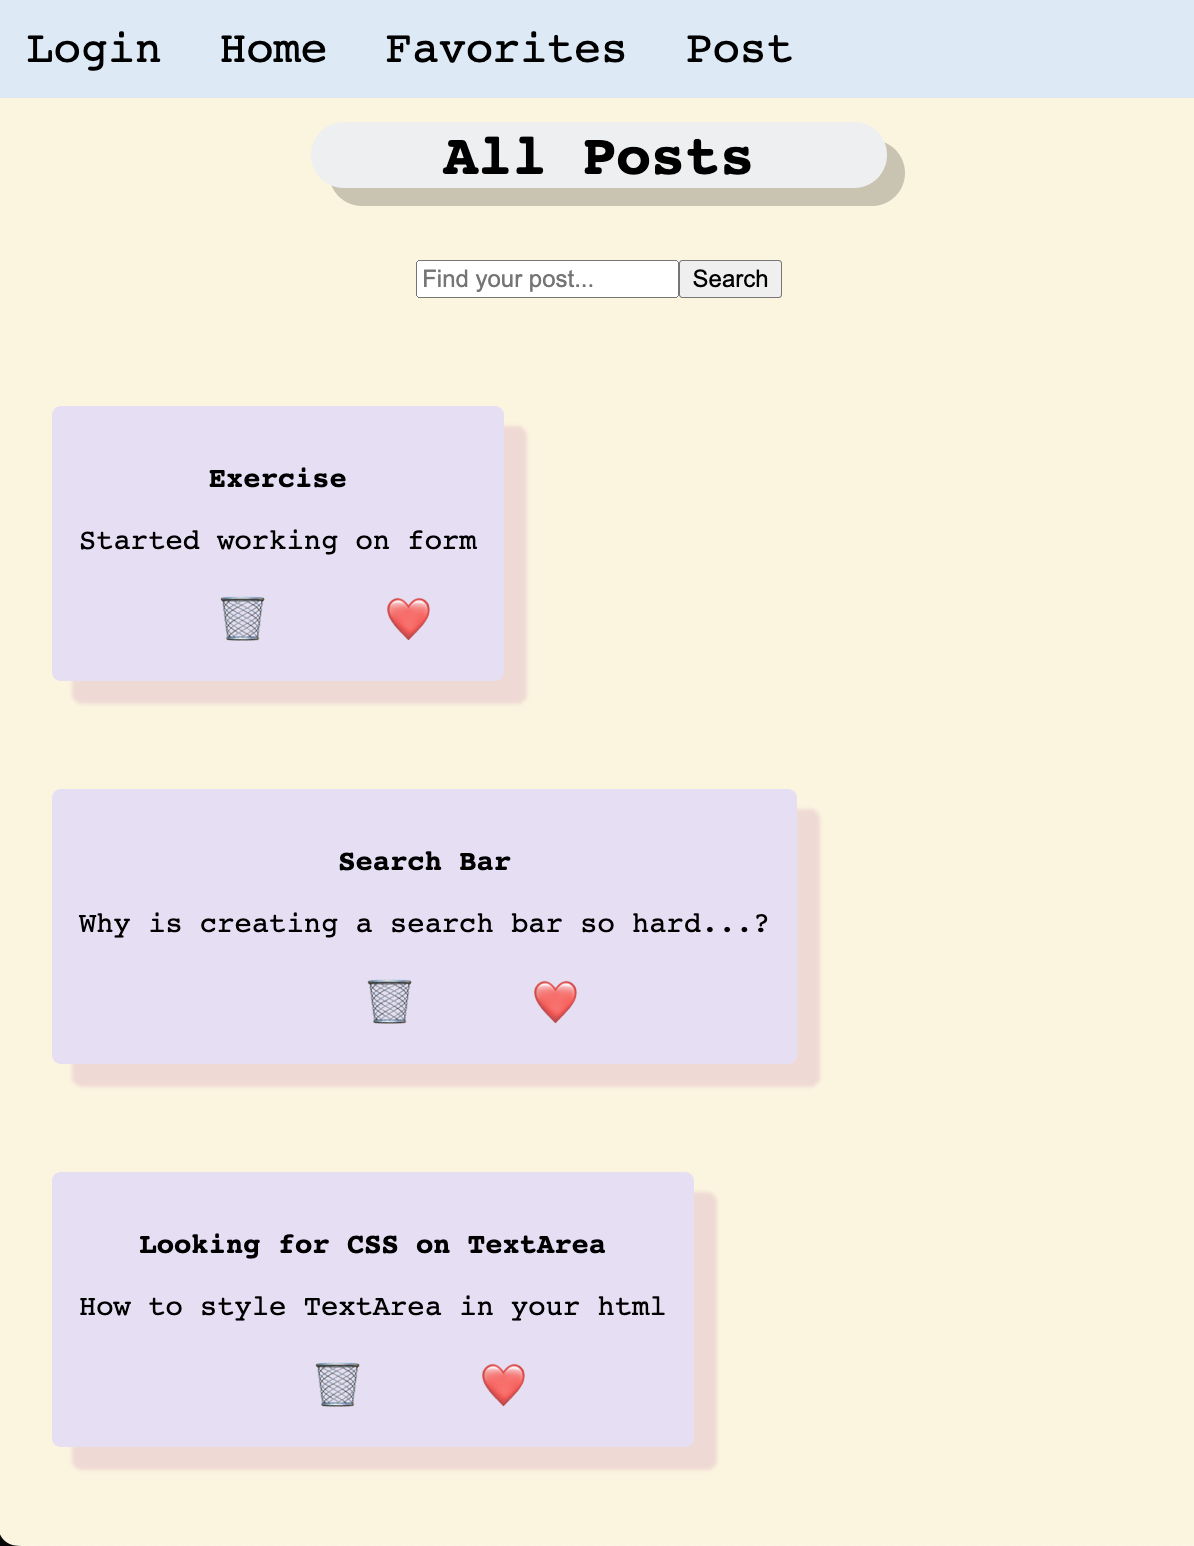 Login Home Favorites Post
All Posts
Find your post... Search
Exercise
Started working on form
Search Bar
Why is creating a search bar so hard...?
Looking for CSS on TextArea
How to style TextArea in your html